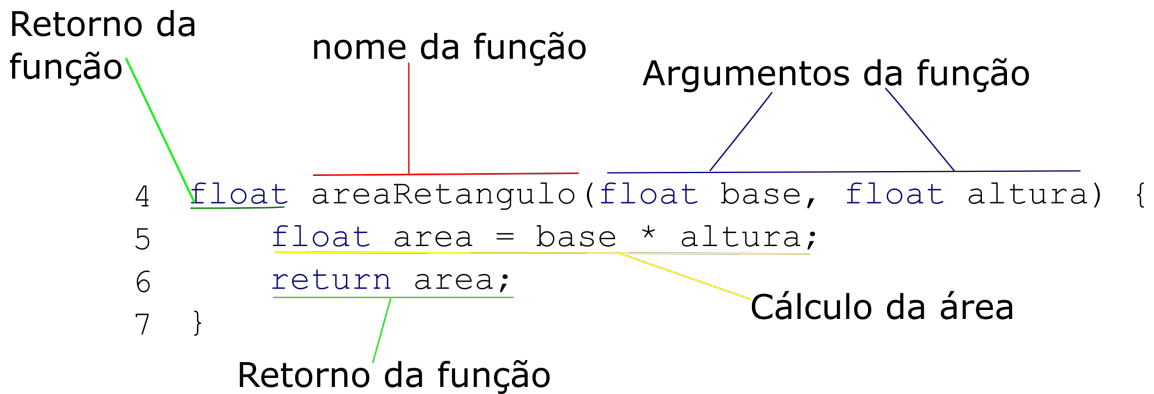 Retorno da
função
nome da função
Argumentos da função
4 float areaRetangulo(float base, float altura) {
5 float area = base * altura;
6 return area;
7 }
Cálculo da área
Retorno da função